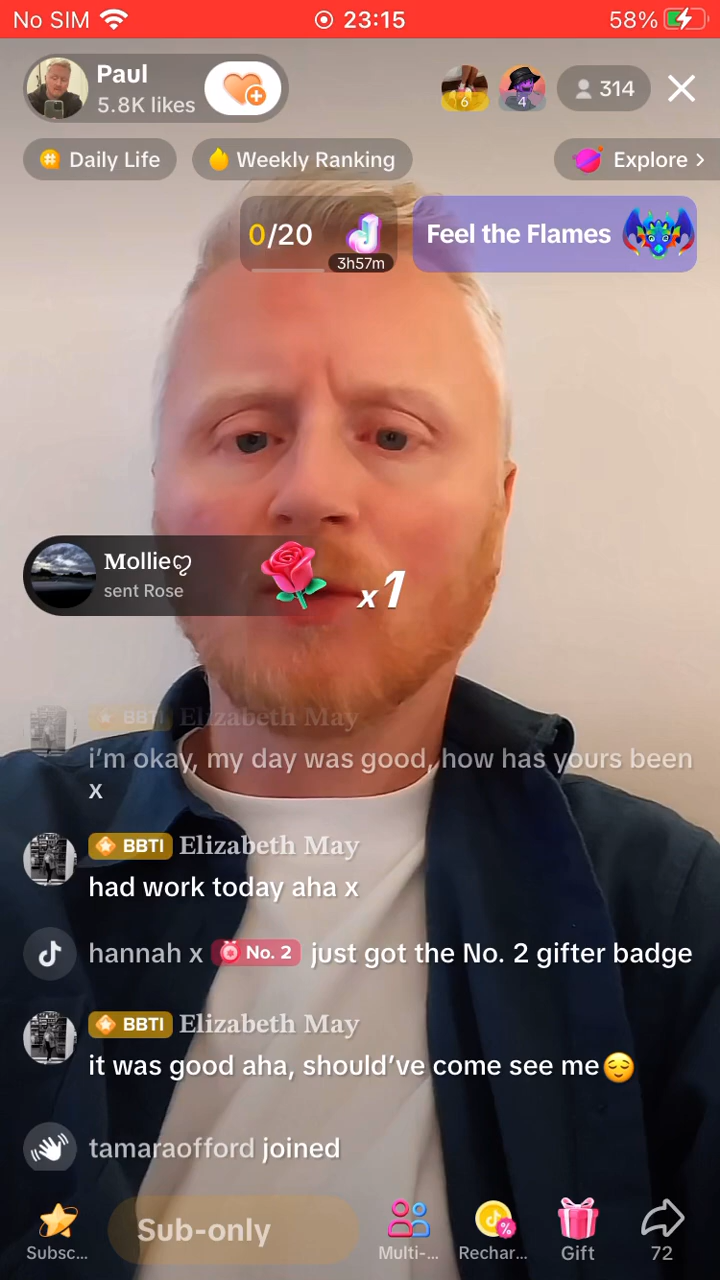 No SIM 23:15 58%
Paul
5.8K likes
6 4 314
Daily Life Weekly Ranking Explore >
0/20 Feel the Flames
3h57m
Mollieღ
sent Rose
x1
BBTI Elizabeth May
i'm okay, my day was good, how has yours been
x
BBTI Elizabeth May
had work today aha x
hannah x No. 2 just got the No. 2 gifter badge
BBTI Elizabeth May
it was good aha, should've come see me😌
tamaraofford joined
Sub-only
Subsc... Multi-... Rechar... Gift 72